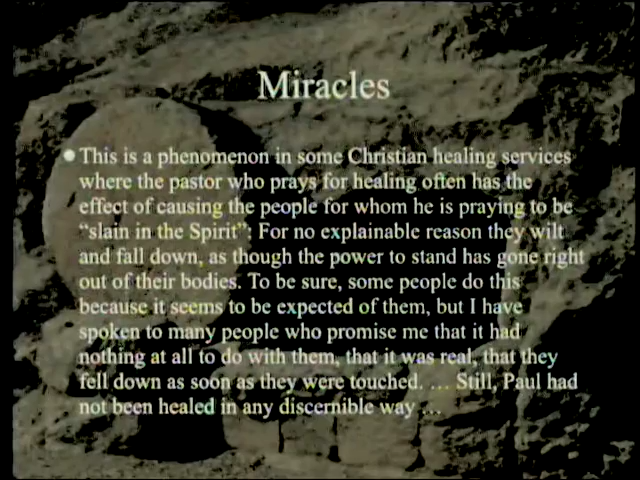 Miracles
• This is a phenomenon in some Christian healing services
where the pastor who prays for healing often has the
effect of causing the people for whom he is praying to be
“slain in the Spirit”: For no explainable reason they wilt
and fall down, as though the power to stand has gone right
out of their bodies. To be sure, some people do this
because it seems to be expected of them, but I have
spoken to many people who promise me that it had
nothing at all to do with them, that it was real, that they
fell down as soon as they were touched. … Still, Paul had
not been healed in any discernible way …